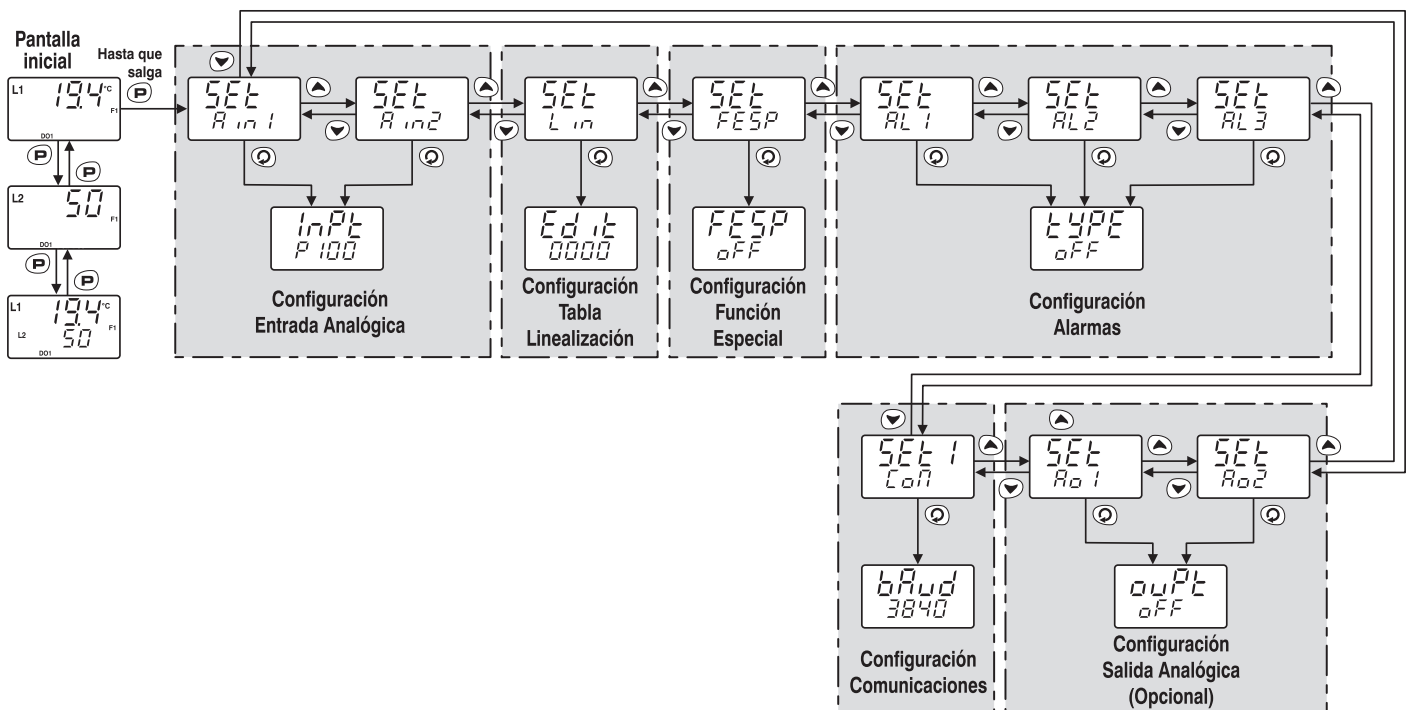 Pantalla
inicial
Hasta que
salga
P
L1 19.4 °C
F1
DO1
P
P
L2 50
F1
DO1
P
P
L1 19.4 °C
F1
L2 50
DO1
SEt
Ain1
SEt
Ain2
InPt
P100
Configuración
Entrada Analógica
SEt
Lin
Edit
0000
Configuración
Tabla
Linealización
SEt
FESP
FESP
oFF
Configuración
Función
Especial
SEt
AL1
SEt
AL2
SEt
AL3
tYPE
oFF
Configuración
Alarmas
SEt1
Con
bAud
3840
Configuración
Comunicaciones
SEt
Ao1
SEt
Ao2
ouPt
oFF
Configuración
Salida Analógica
(Opcional)